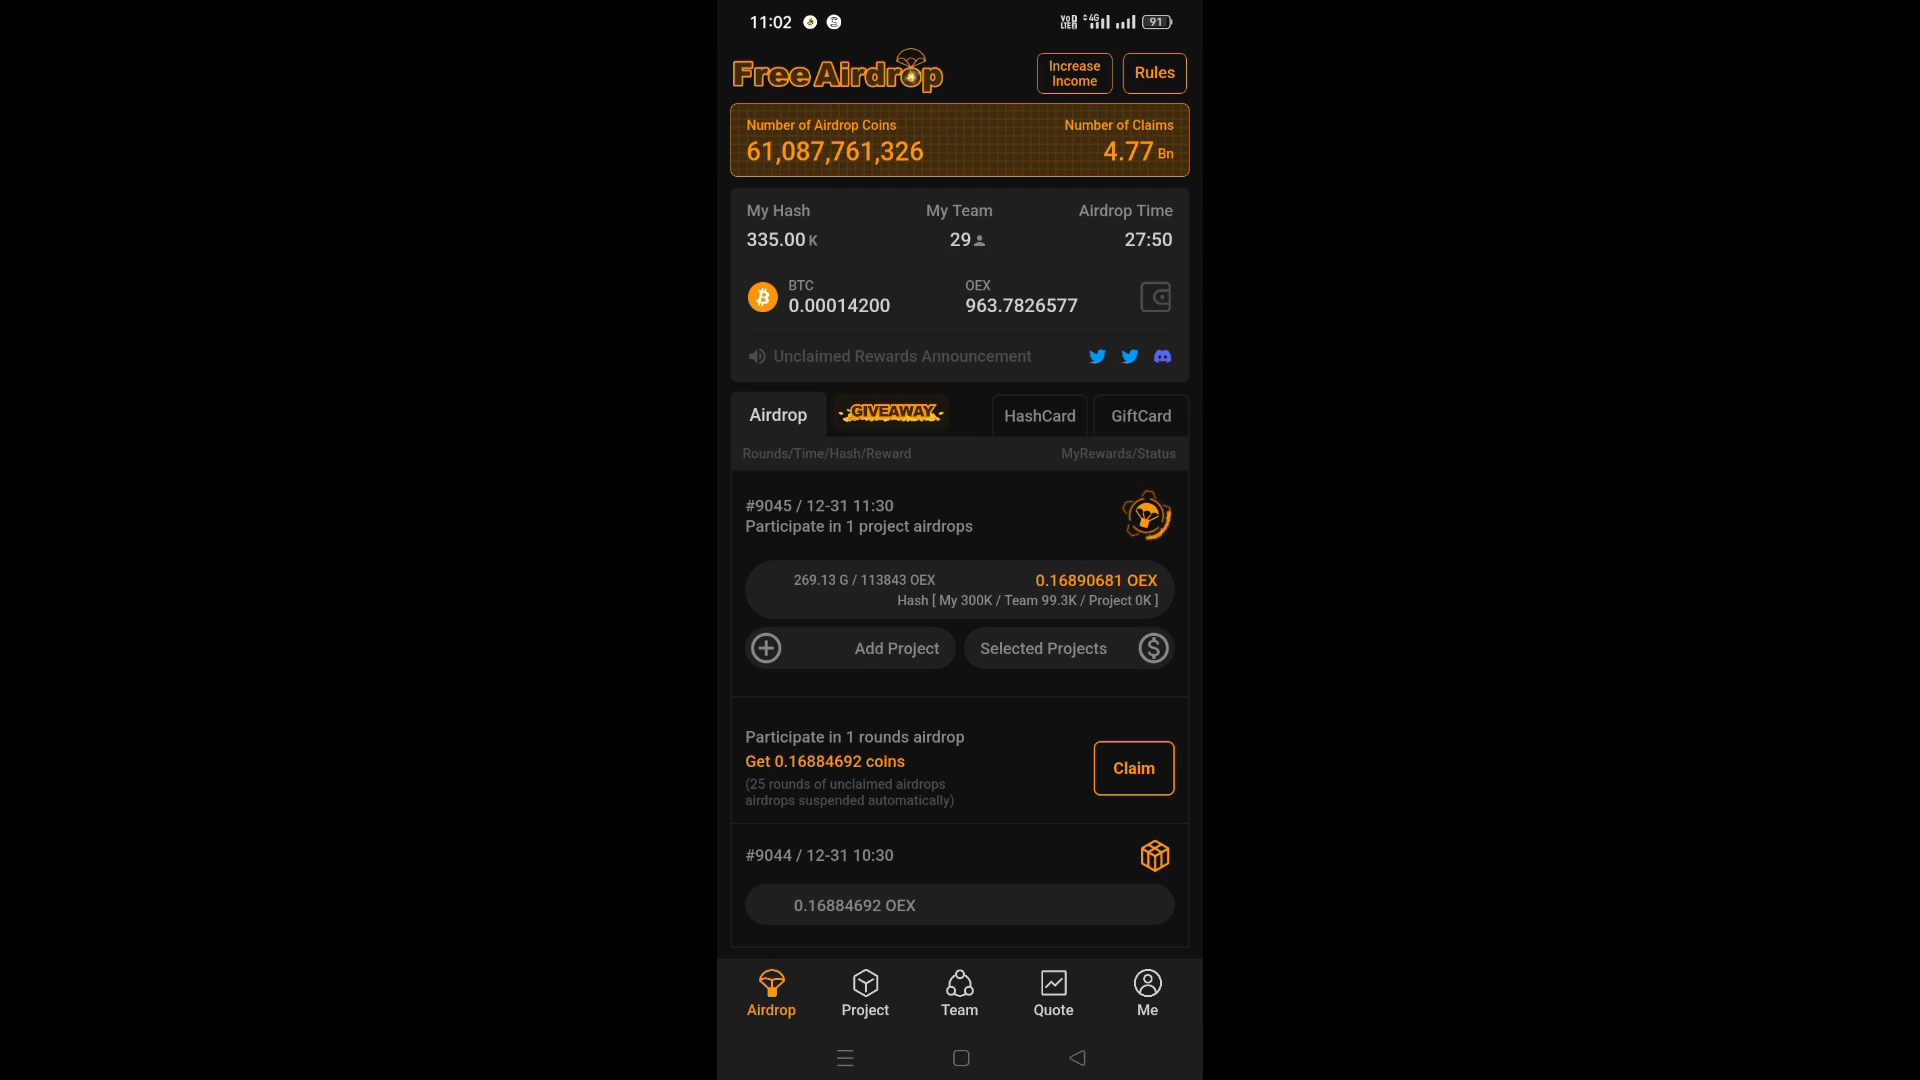 11:02 VoD LTE2 4G 91
Free Airdrop
Increase Income
Rules
Number of Airdrop Coins Number of Claims
61,087,761,326 4.77 Bn
My Hash My Team Airdrop Time
335.00 K 29 27:50
BTC OEX
0.00014200 963.7826577
Unclaimed Rewards Announcement
Airdrop GIVEAWAY HashCard GiftCard
Rounds/Time/Hash/Reward MyRewards/Status
#9045 / 12-31 11:30
Participate in 1 project airdrops
269.13 G / 113843 OEX 0.16890681 OEX
Hash [ My 300K / Team 99.3K / Project 0K ]
Add Project Selected Projects
Participate in 1 rounds airdrop
Get 0.16884692 coins
(25 rounds of unclaimed airdrops
airdrops suspended automatically)
Claim
#9044 / 12-31 10:30
0.16884692 OEX
Airdrop Project Team Quote Me